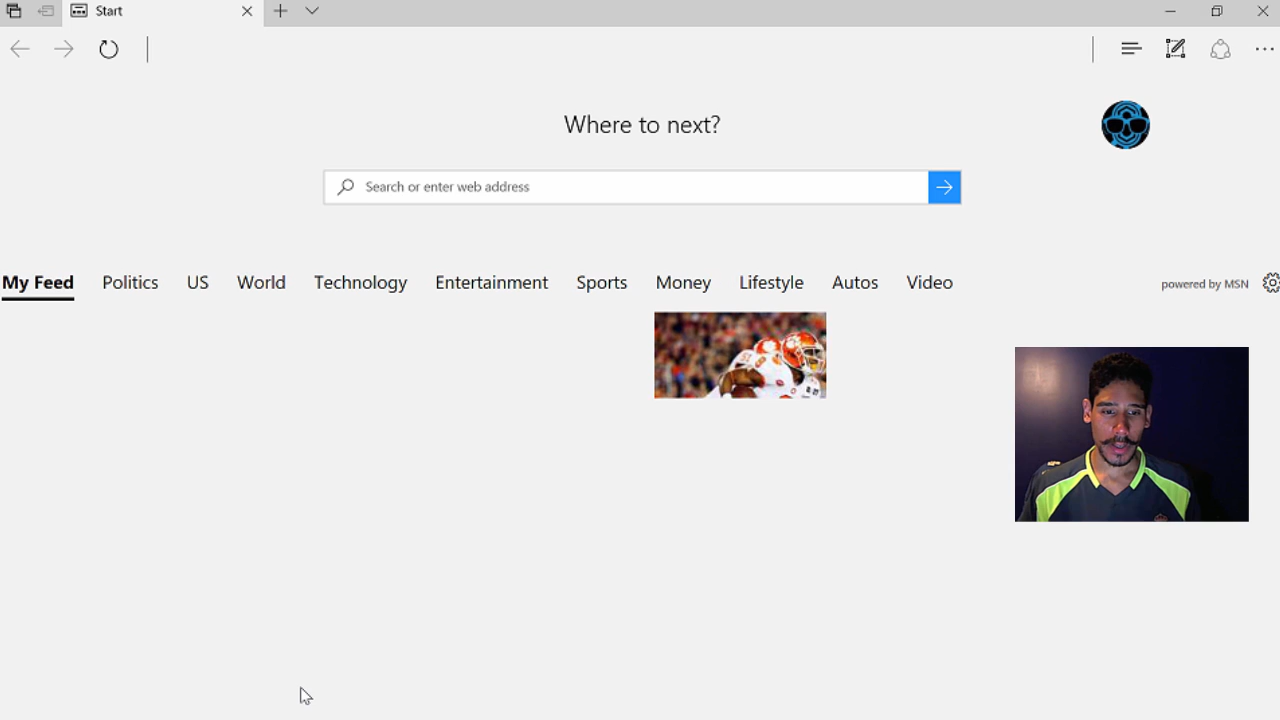 Start
Where to next?
Search or enter web address
My Feed Politics US World Technology Entertainment Sports Money Lifestyle Autos Video powered by MSN